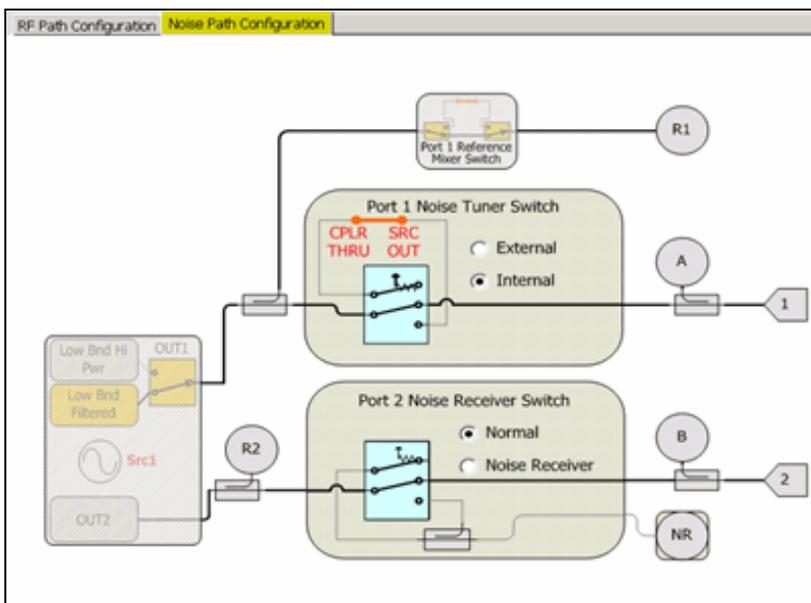 RF Path Configuration
Noise Path Configuration
Port 1 Reference
Mixer Switch
R1
Port 1 Noise Tuner Switch
CPLR
THRU
SRC
OUT
External
Internal
A
1
Low Bnd Hi
Pwr
OUT1
Low Bnd
Filtered
Src1
OUT2
R2
Port 2 Noise Receiver Switch
Normal
Noise Receiver
B
2
NR